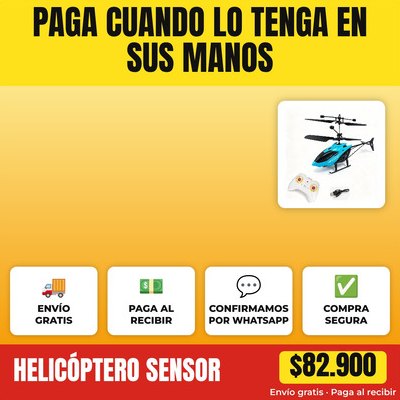 PAGA CUANDO LO TENGA EN
SUS MANOS
ENVÍO
GRATIS
PAGA AL
RECIBIR
CONFIRMAMOS
POR WHATSAPP
COMPRA
SEGURA
HELICÓPTERO SENSOR
$82.900
Envío gratis · Paga al recibir